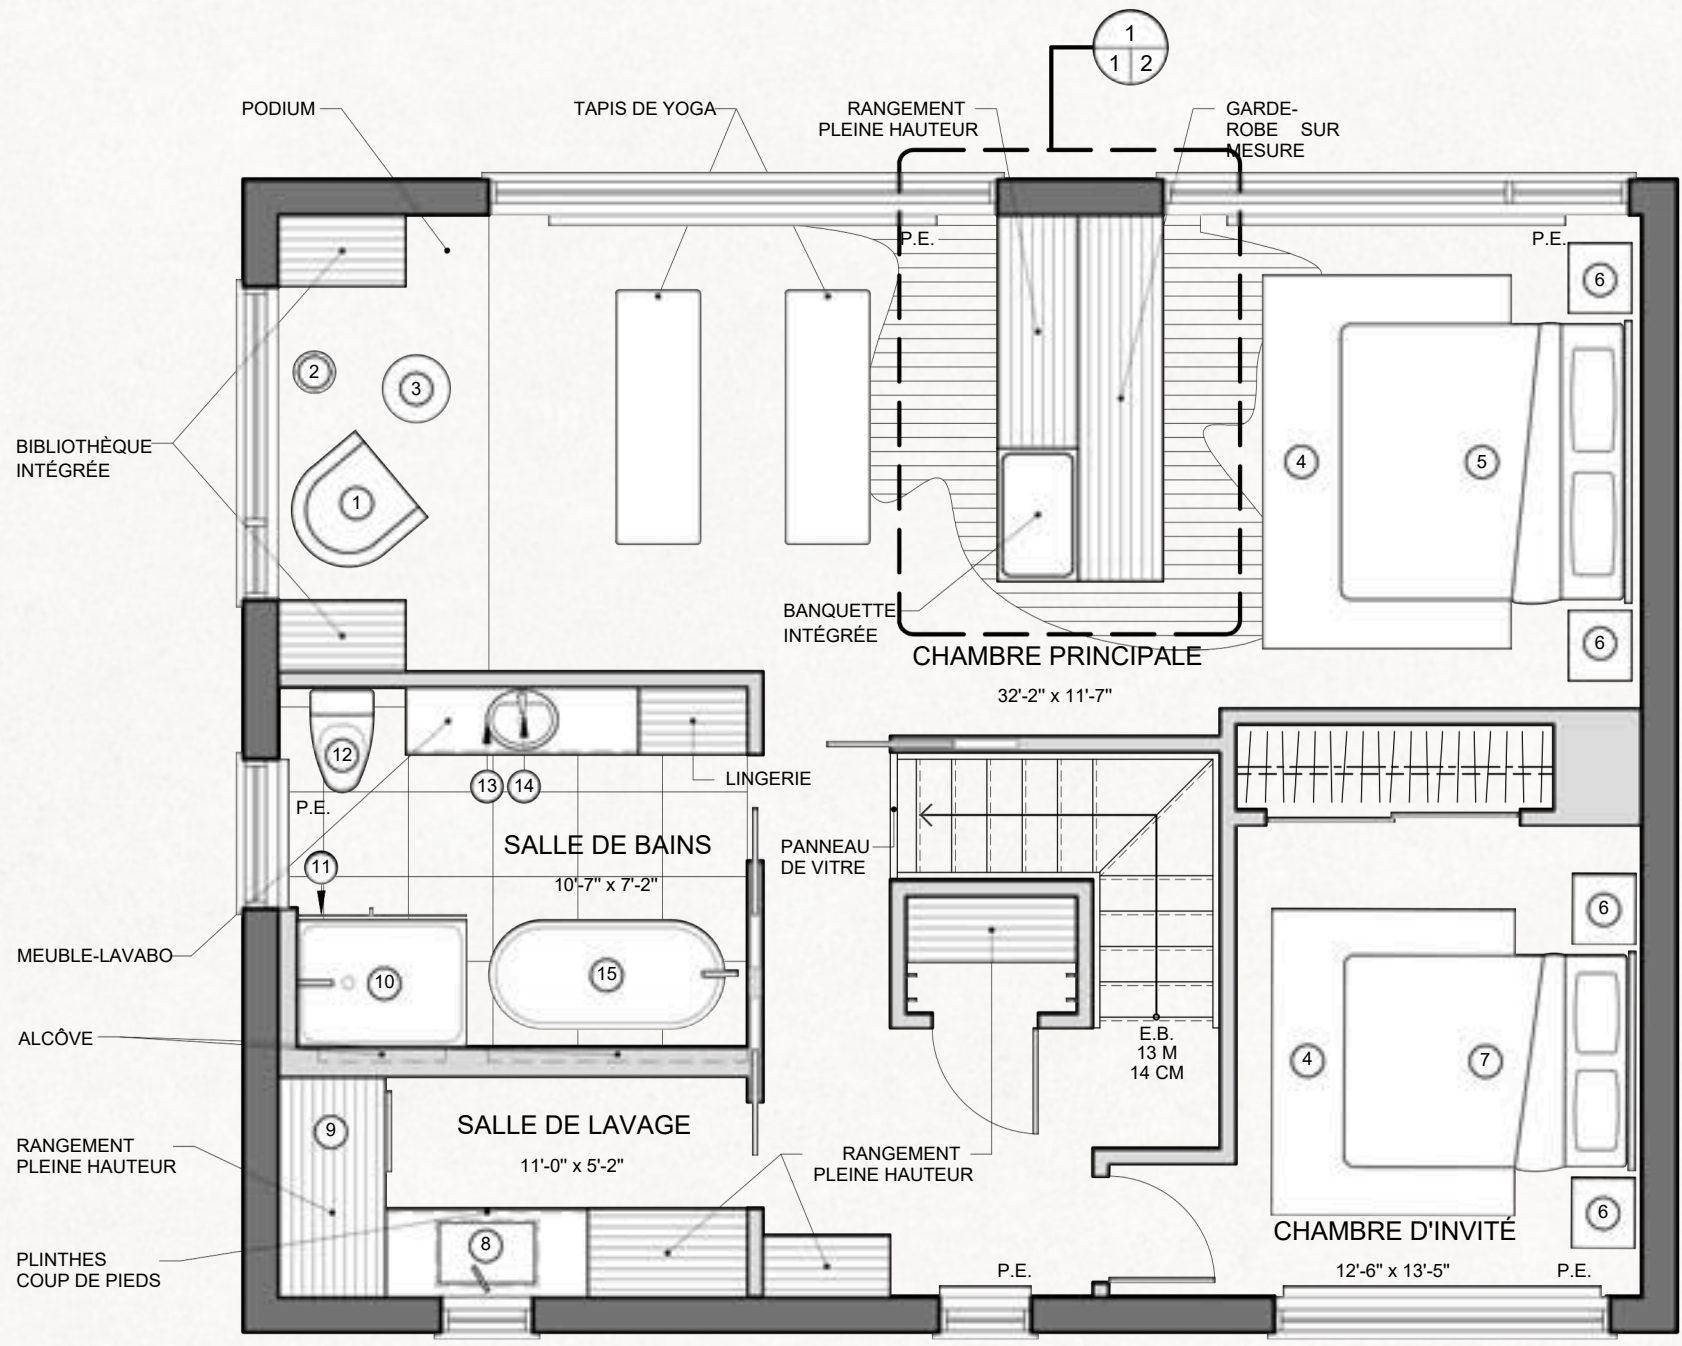 1
1 2
PODIUM
TAPIS DE YOGA
RANGEMENT
PLEINE HAUTEUR
GARDE-
ROBE SUR
MESURE
P.E.
P.E.
6
2
3
BIBLIOTHÈQUE
INTÉGRÉE
1
4
5
BANQUETTE
INTÉGRÉE
6
CHAMBRE PRINCIPALE
32'-2" x 11'-7"
12
13
14
LINGERIE
P.E.
SALLE DE BAINS
10'-7" x 7'-2"
PANNEAU
DE VITRE
11
6
MEUBLE-LAVABO
10
15
ALCÔVE
E.B.
13 M
14 CM
4
7
9
SALLE DE LAVAGE
11'-0" x 5'-2"
RANGEMENT
PLEINE HAUTEUR
RANGEMENT
PLEINE HAUTEUR
6
CHAMBRE D'INVITÉ
12'-6" x 13'-5"
8
PLINTHES
COUP DE PIEDS
P.E.
P.E.